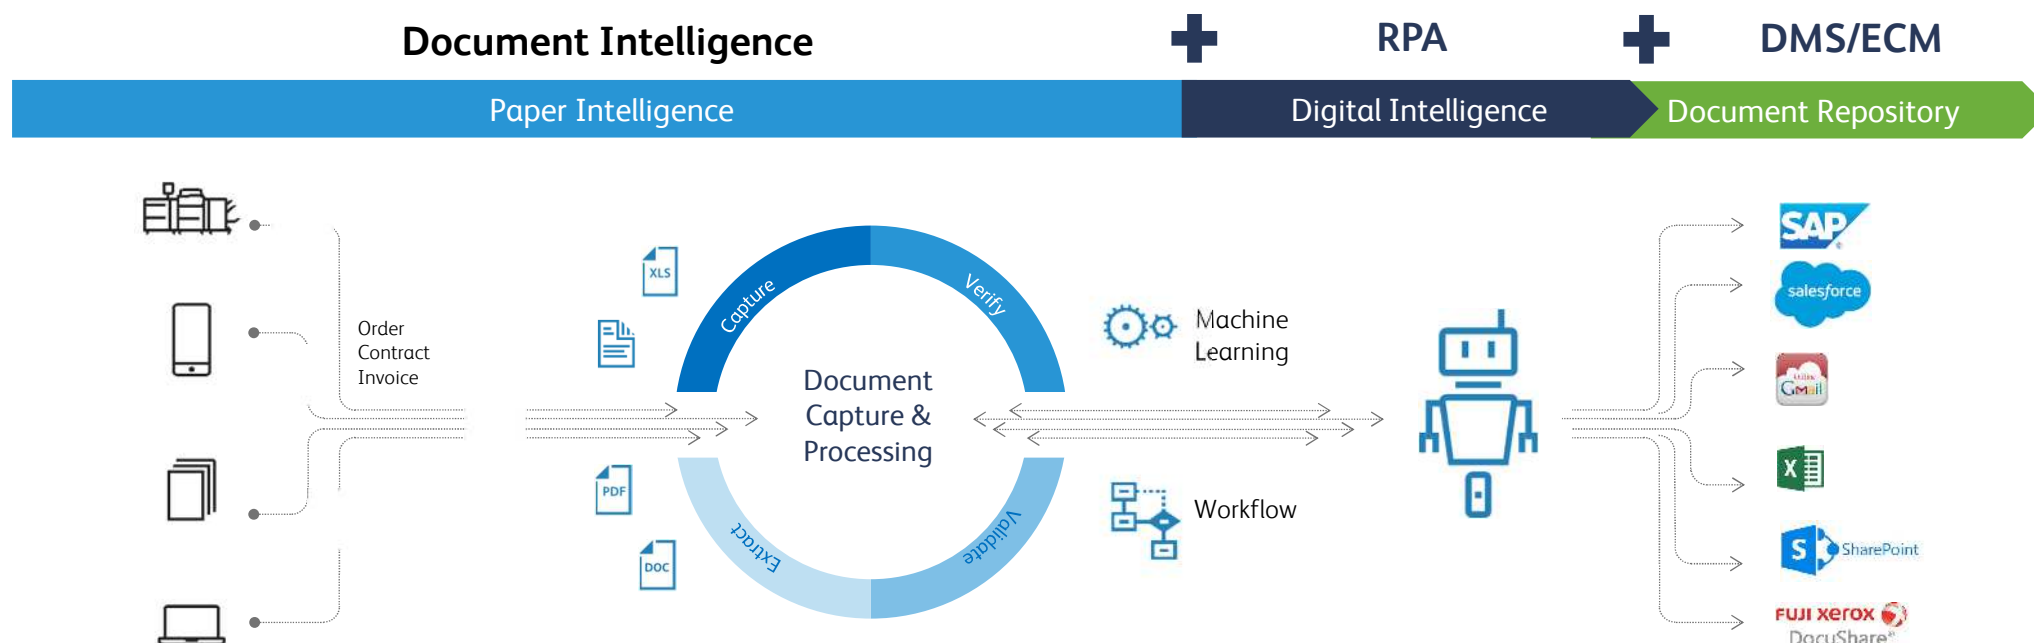 Document Intelligence
RPA
DMS/ECM
Paper Intelligence
Digital Intelligence
Document Repository
Order
Contract
Invoice
XLS
PDF
DOC
Capture
Verify
Extract
Validate
Document
Capture &
Processing
Machine
Learning
Workflow
SAP
salesforce
GMail
X
S SharePoint
FUJI XEROX
DocuShare®